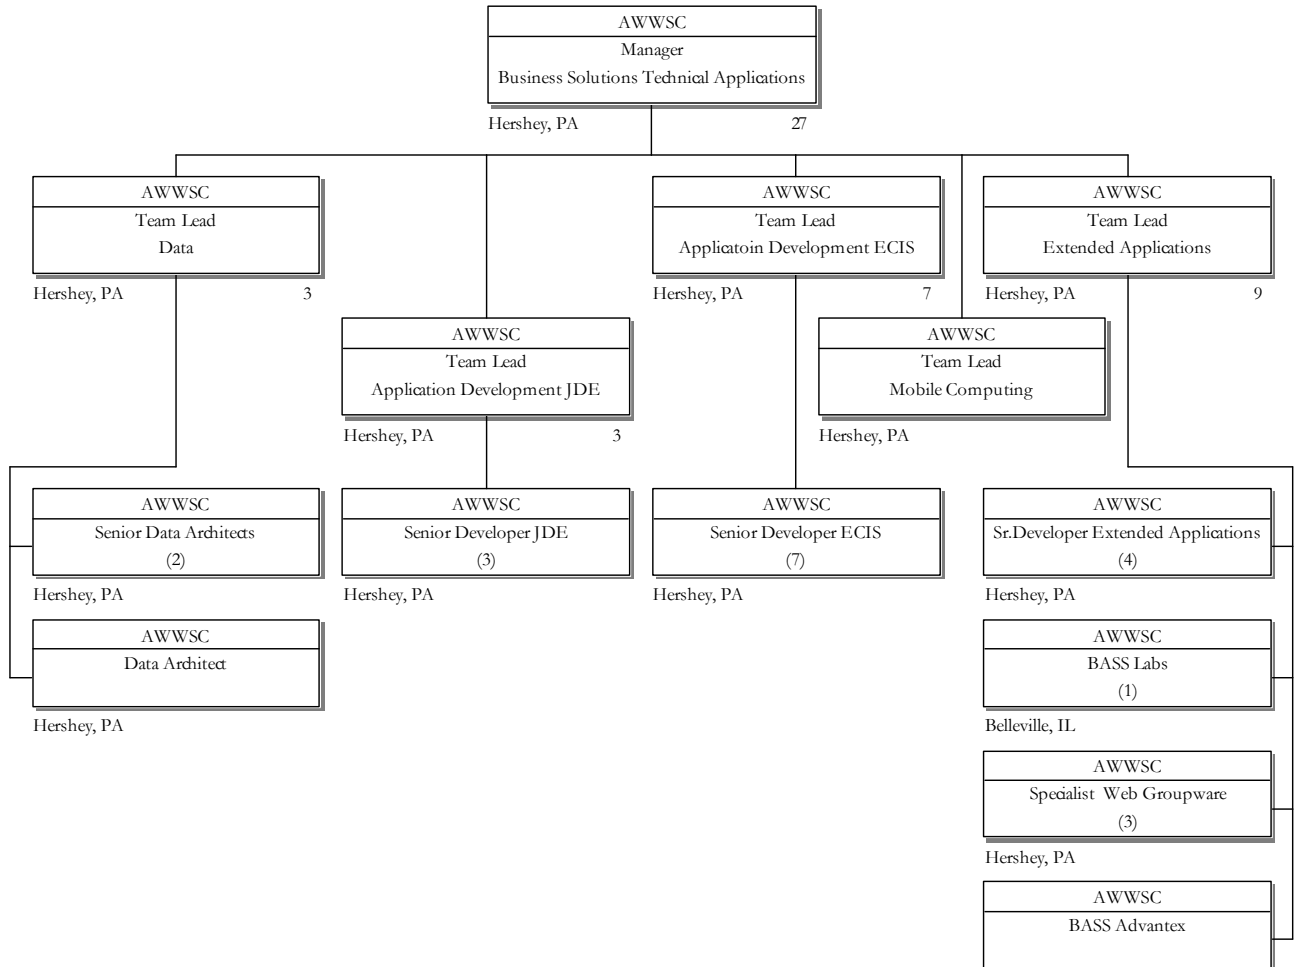 AWWSC
Manager
Business Solutions Technical Applications
Hershey, PA 27
AWWSC
Team Lead
Data
Hershey, PA 3
AWWSC
Team Lead
Applicatoin Development ECIS
Hershey, PA 7
AWWSC
Team Lead
Extended Applications
Hershey, PA 9
AWWSC
Team Lead
Application Development JDE
Hershey, PA 3
AWWSC
Team Lead
Mobile Computing
Hershey, PA
AWWSC
Senior Data Architects
(2)
Hershey, PA
AWWSC
Senior Developer JDE
(3)
Hershey, PA
AWWSC
Senior Developer ECIS
(7)
Hershey, PA
AWWSC
Sr.Developer Extended Applications
(4)
Hershey, PA
AWWSC
Data Architect
Hershey, PA
AWWSC
BASS Labs
(1)
Belleville, IL
AWWSC
Specialist Web Groupware
(3)
Hershey, PA
AWWSC
BASS Advantex